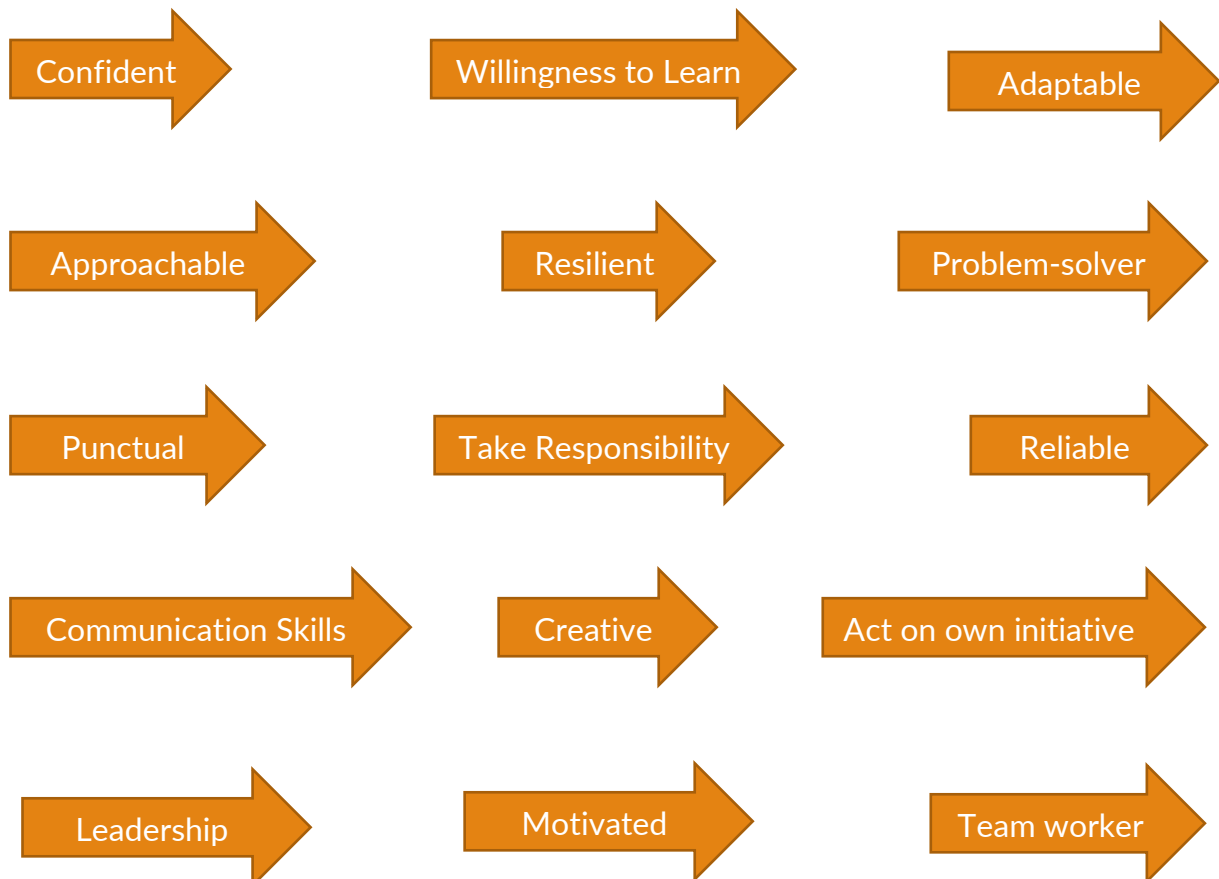 Confident
Willingness to Learn
Adaptable
Approachable
Resilient
Problem-solver
Punctual
Take Responsibility
Reliable
Communication Skills
Creative
Act on own initiative
Leadership
Motivated
Team worker